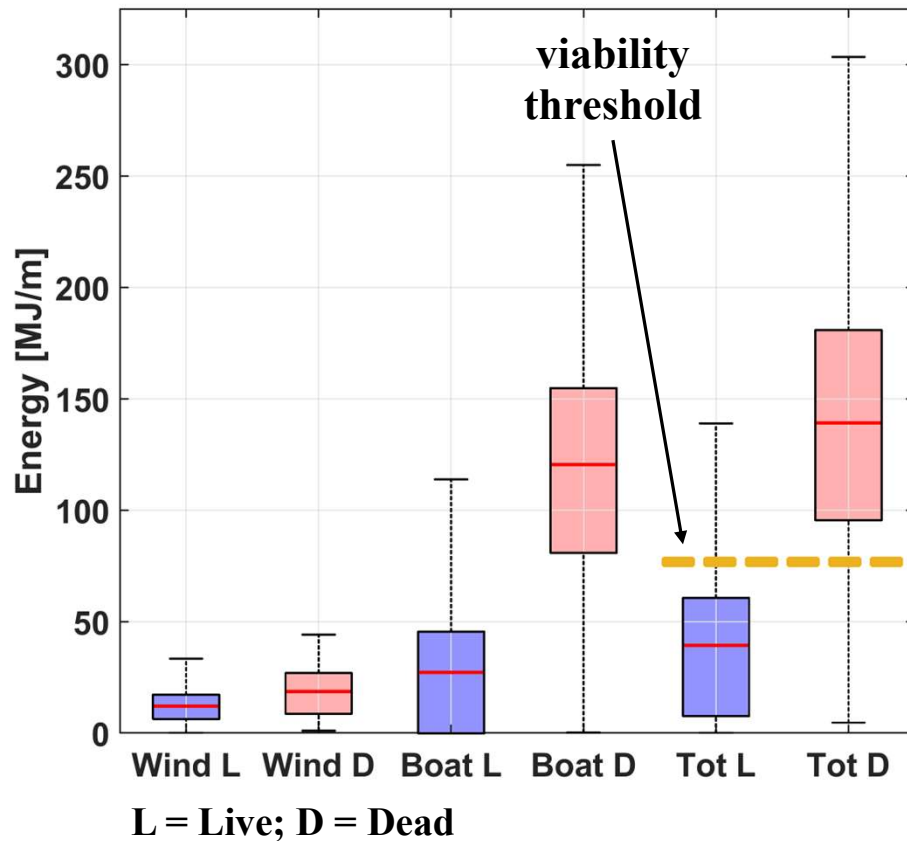 viability
threshold
Energy [MJ/m]
300
250
200
150
100
50
0
Wind L Wind D Boat L Boat D Tot L Tot D
L = Live; D = Dead